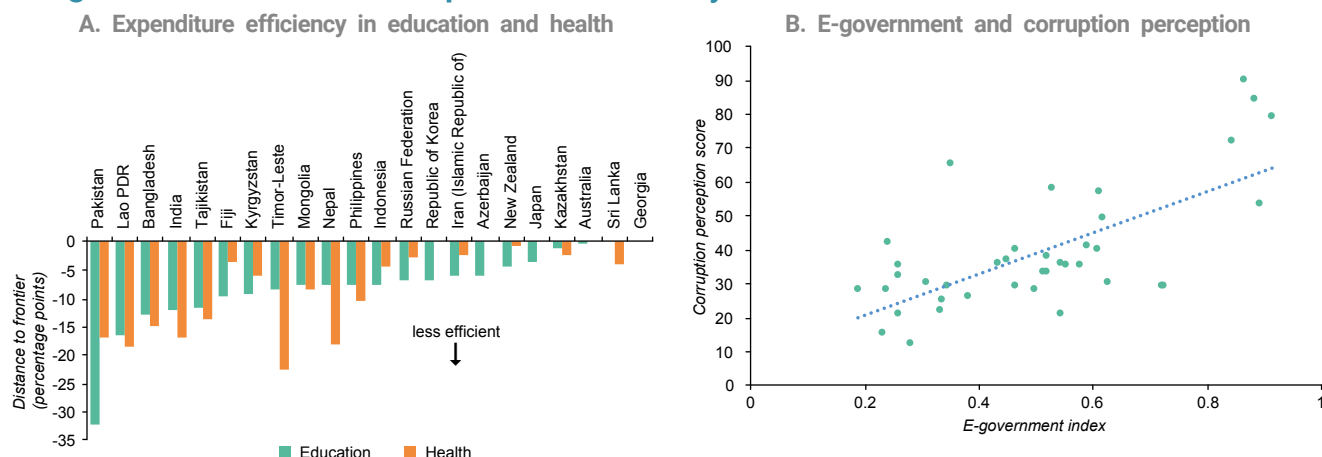 A. Expenditure efficiency in education and health
Pakistan
Lao PDR
Bangladesh
India
Tajikistan
Fiji
Kyrgyzstan
Timor-Leste
Mongolia
Nepal
Philippines
Indonesia
Russian Federation
Republic of Korea
Iran (Islamic Republic of)
Azerbaijan
New Zealand
Japan
Kazakhstan
Australia
Sri Lanka
Georgia
0
-5
-10
-15
-20
-25
-30
-35
Distance to frontier
(percentage points)
less efficient
Education
Health
B. E-government and corruption perception
100
90
80
70
60
50
40
30
20
10
0
Corruption perception score
0
0.2
0.4
0.6
0.8
1
E-government index